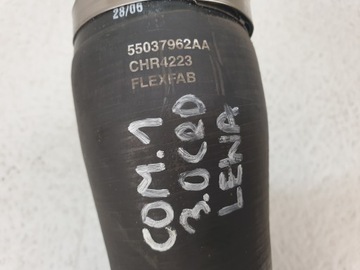 28/06
55037962AA
CHR4223
FLEXFAB
COM.1
3.0CRD
LENA